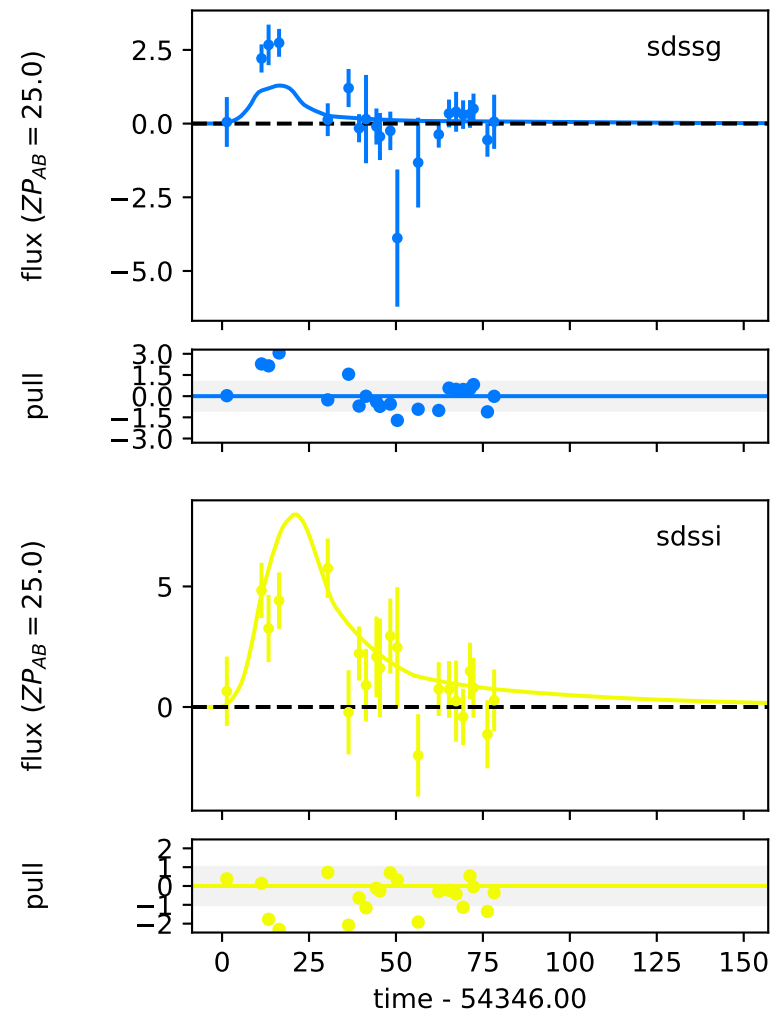 sdssg
flux (ZP_AB = 25.0)
2.5
0.0
−2.5
−5.0
pull
3.0
1.5
0.0
−1.5
−3.0
sdssi
flux (ZP_AB = 25.0)
5
0
pull
2
1
0
−1
−2
0 25 50 75 100 125 150
time - 54346.00